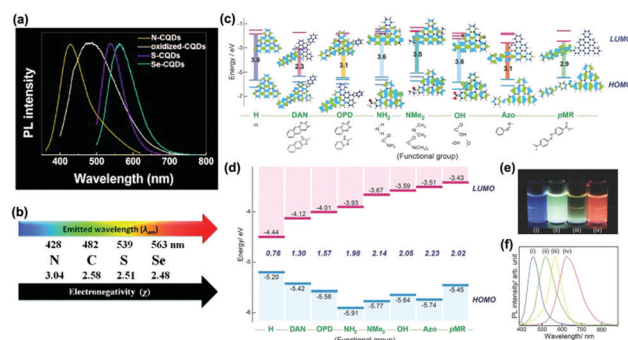 (a)
N-CQDs
oxidized-CQDs
S-CQDs
Se-CQDs
PL intensity
400 500 600 700 800
Wavelength (nm)
(b)
Emitted wavelength (λem)
428 482 539 563 nm
N C S Se
3.04 2.58 2.51 2.48
Electronegativity (χ)
(c)
Energy / eV
-1
-3
-5
-7
LUMO
HOMO
3.8 2.3 3.1 3.6 3.5 3.6 3.1 2.9
H DAN OPD NH2 NMe2 OH Azo pMR
(Functional group)
(d)
Energy/ eV
-4
-5
-6
-4.44 -4.12 -4.01 -3.93 -3.67 -3.59 -3.51 -3.43
LUMO
0.76 1.30 1.57 1.98 2.14 2.05 2.23 2.02
-5.20 -5.42 -5.58 -5.91 -5.77 -5.64 -5.74 -5.45
HOMO
H DAN OPD NH2 NMe2 OH Azo pMR
(Functional group)
(e)
(i) (ii) (iii) (iv)
(f)
(i) (ii) (iii) (iv)
PL intensity/ arb. unit
400 500 600 700 800
Wavelength/ nm